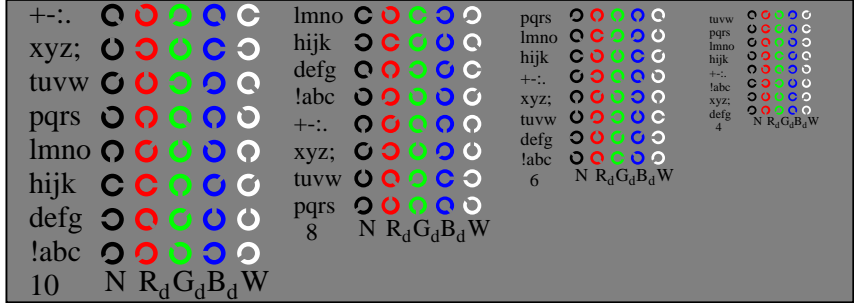 +-:.
xyz;
tuvw
pqrs
lmno
hijk
defg
!abc
10 N RdGdBdW
lmno
hijk
defg
!abc
+-:.
xyz;
tuvw
pqrs
8 N RdGdBdW
pqrs
lmno
hijk
+-:.
xyz;
tuvw
defg
!abc
6 N RdGdBdW
tuvw
pqrs
lmno
hijk
+-:.
!abc
xyz;
defg
4 N RdGdBdW